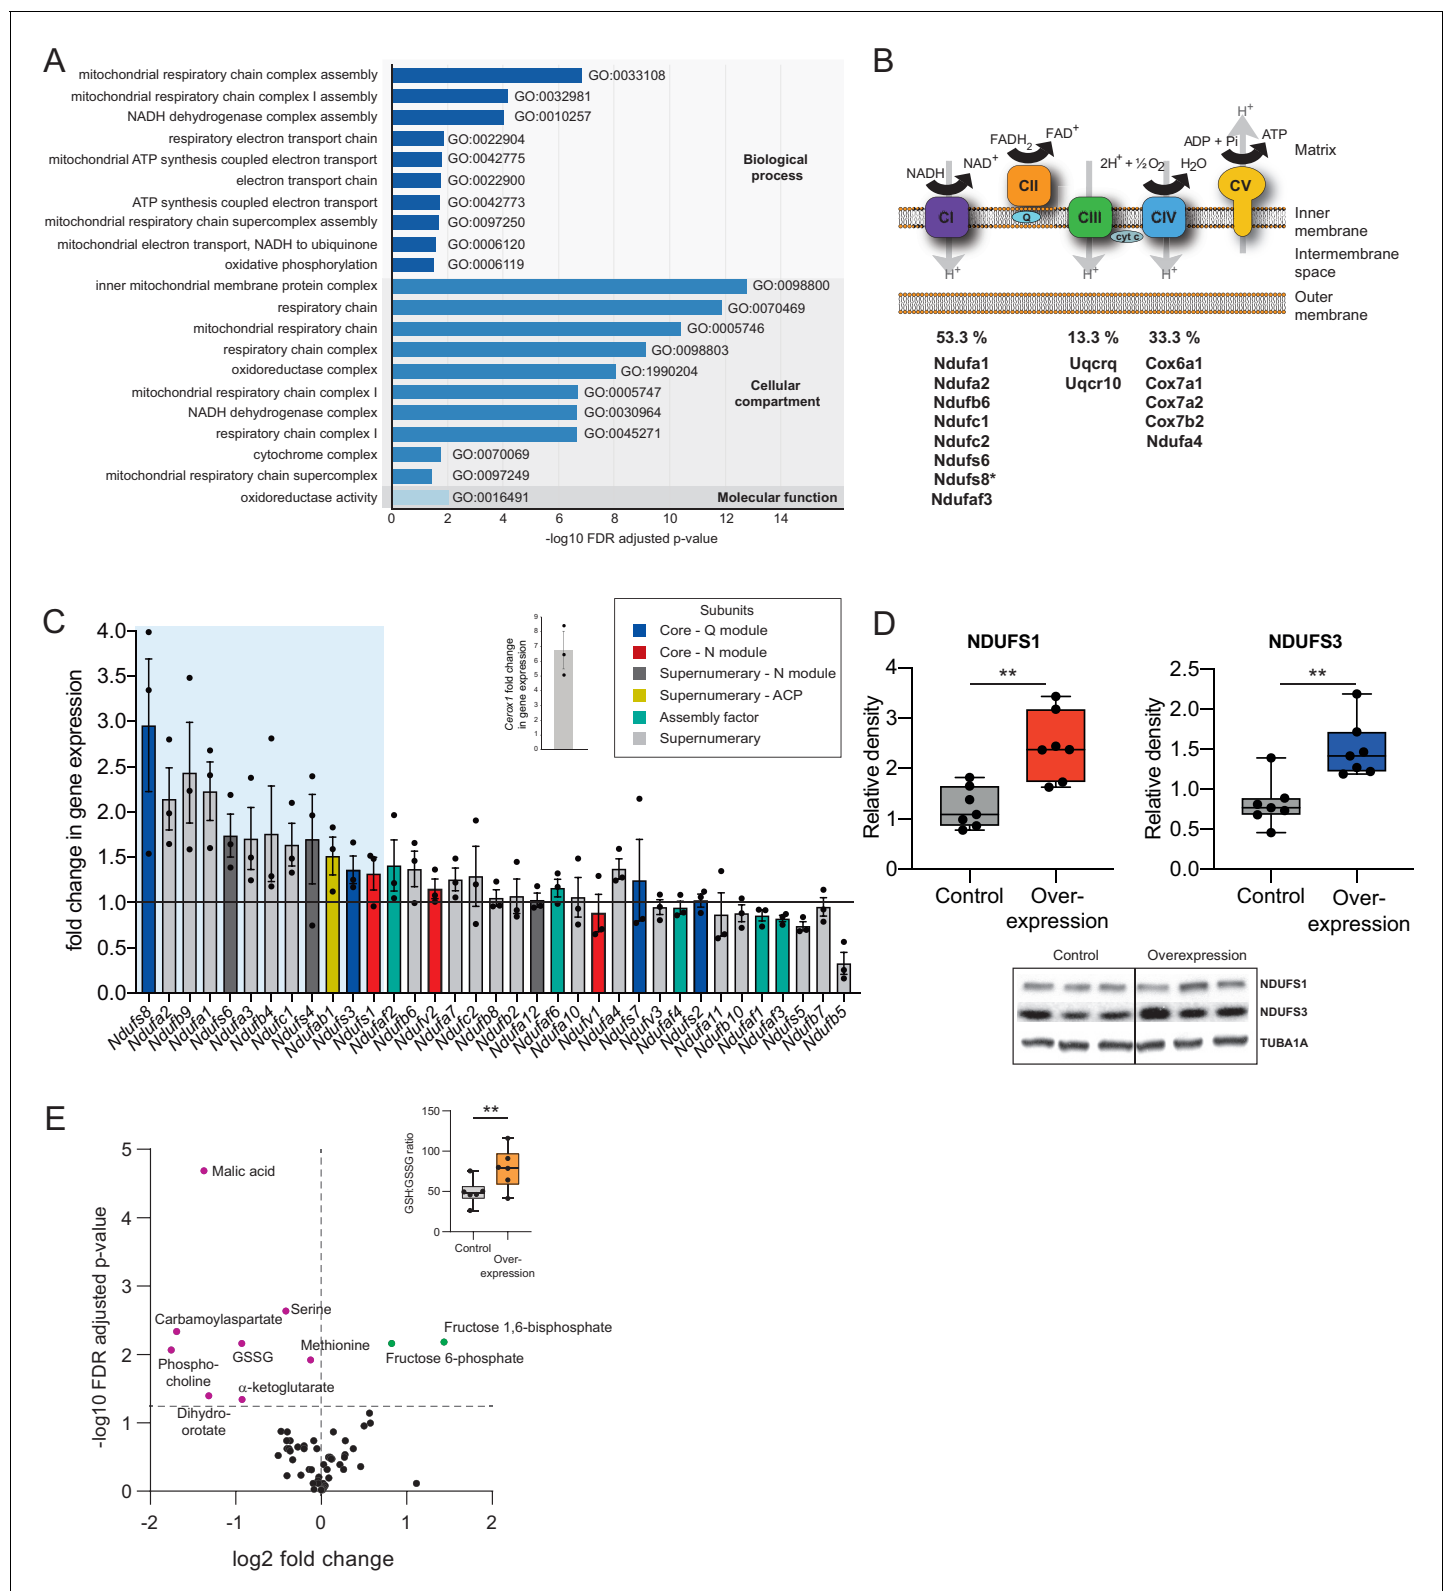 A
mitochondrial respiratory chain complex assembly GO:0033108
mitochondrial respiratory chain complex I assembly GO:0032981
NADH dehydrogenase complex assembly GO:0010257
respiratory electron transport chain GO:0022904
mitochondrial ATP synthesis coupled electron transport GO:0042775
electron transport chain GO:0022900
ATP synthesis coupled electron transport GO:0042773
mitochondrial respiratory chain supercomplex assembly GO:0097250
mitochondrial electron transport, NADH to ubiquinone GO:0006120
oxidative phosphorylation GO:0006119
Biological
process
inner mitochondrial membrane protein complex GO:0098800
respiratory chain GO:0070469
mitochondrial respiratory chain GO:0005746
respiratory chain complex GO:0098803
oxidoreductase complex GO:1990204
mitochondrial respiratory chain complex I GO:0005747
NADH dehydrogenase complex GO:0030964
respiratory chain complex I GO:0045271
cytochrome complex GO:0070069
mitochondrial respiratory chain supercomplex GO:0097249
Cellular
compartment
oxidoreductase activity GO:0016491 Molecular function
0 2 4 6 8 10 12 14
-log10 FDR adjusted p-value
B
H+
FADH2 FAD+ ADP + Pi ATP
NADH NAD+ 2H+ + ½O2 H2O
Matrix
CI CII CIII CIV CV
Q cyt c
Inner
membrane
H+ H+ H+
Intermembrane
space
Outer
membrane
53.3 % 13.3 % 33.3 %
Ndufa1 Uqcrq Cox6a1
Ndufa2 Uqcr10 Cox7a1
Ndufb6 Cox7a2
Ndufc1 Cox7b2
Ndufc2 Ndufa4
Ndufs6
Ndufs8*
Ndufaf3
C
fold change in gene expression
4.0
3.5
3.0
2.5
2.0
1.5
1.0
0.5
0.0
Cerox1 fold change
in gene expression
9
8
7
6
5
4
3
2
1
0
Subunits
Core - Q module
Core - N module
Supernumerary - N module
Supernumerary - ACP
Assembly factor
Supernumerary
Ndufs8 Ndufa2 Ndufb9 Ndufa1 Ndufs6 Ndufa3 Ndufb4 Ndufc1 Ndufs4 Ndufab1 Ndufs3 Ndufs1 Ndufaf2 Ndufb6 Ndufv2 Ndufa7 Ndufc2 Ndufb8 Ndufb2 Ndufa12 Ndufaf6 Ndufa10 Ndufv1 Ndufa4 Ndufs7 Ndufv3 Ndufaf4 Ndufs2 Ndufa11 Ndufb10 Ndufaf1 Ndufaf3 Ndufs5 Ndufb7 Ndufb5
D
NDUFS1
**
Relative density
4
3
2
1
0
Control Over-
expression
NDUFS3
**
Relative density
2.5
2.0
1.5
1.0
0.5
0.0
Control Over-
expression
Control Overexpression
NDUFS1
NDUFS3
TUBA1A
E
-log10 FDR adjusted p-value
5
4
3
2
1
0
Malic acid
Serine
Carbamoylaspartate
Methionine
GSSG
Phospho-
choline
α-ketoglutarate
Dihydro-
orotate
Fructose 1,6-bisphosphate
Fructose 6-phosphate
-2 -1 0 1 2
log2 fold change
GSH:GSSG ratio
150
100
50
0
**
Control Over-
expression